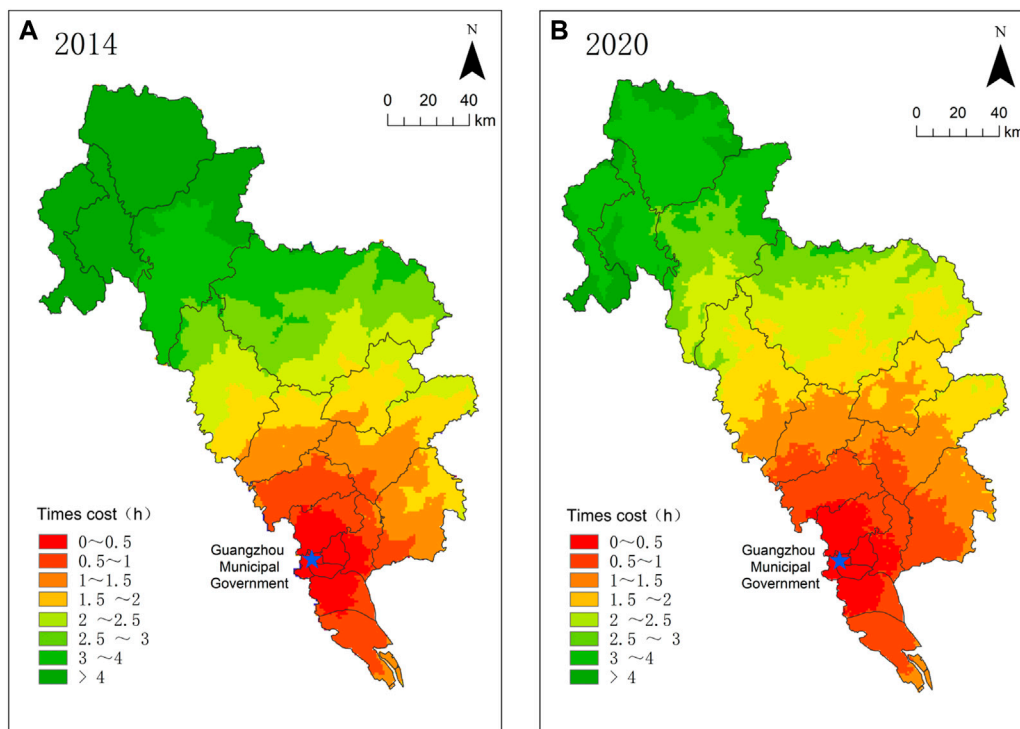 A
2014
N
0 20 40
km
Times cost（h）
0～0.5
0.5～1
1～1.5
1.5 ～2
2 ～2.5
2.5 ～ 3
3 ～4
> 4
Guangzhou
Municipal
Government
B
2020
N
0 20 40
km
Times cost（h）
0～0.5
0.5～1
1～1.5
1.5 ～2
2 ～2.5
2.5 ～ 3
3 ～4
> 4
Guangzhou
Municipal
Government